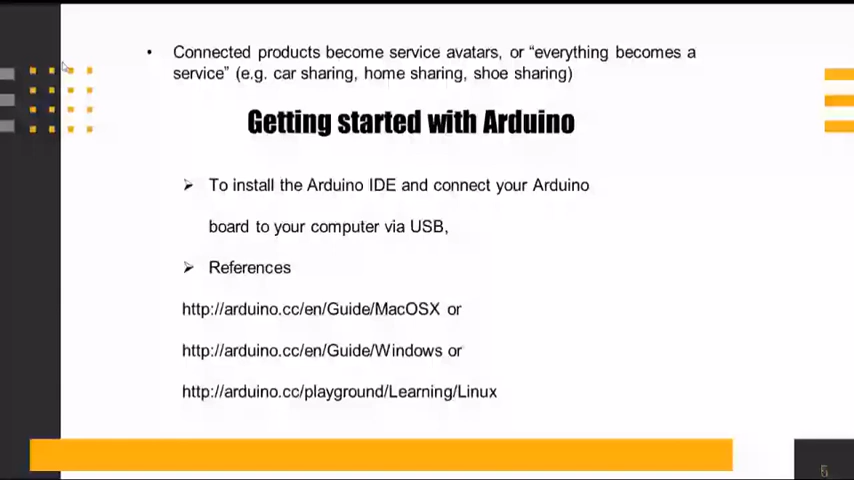 • Connected products become service avatars, or “everything becomes a
service” (e.g. car sharing, home sharing, shoe sharing)
Getting started with Arduino
➢ To install the Arduino IDE and connect your Arduino
board to your computer via USB,
➢ References
http://arduino.cc/en/Guide/MacOSX or
http://arduino.cc/en/Guide/Windows or
http://arduino.cc/playground/Learning/Linux
5